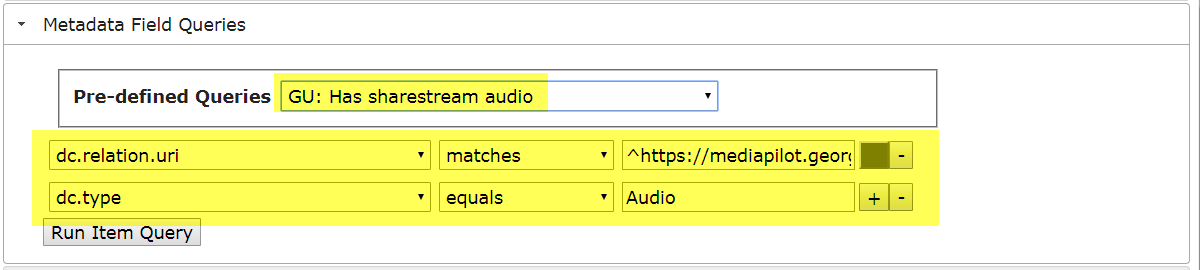 Metadata Field Queries
Pre-defined Queries GU: Has sharestream audio
dc.relation.uri matches ^https://mediapilot.georg -
dc.type equals Audio + -
Run Item Query